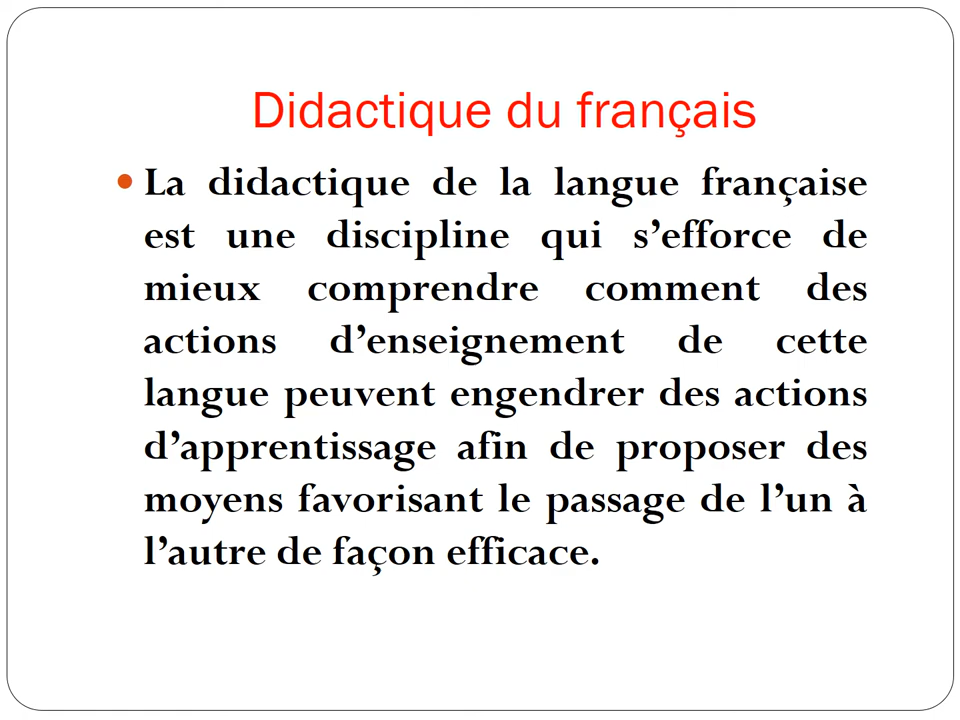 Didactique du français
• La didactique de la langue française
est une discipline qui s’efforce de
mieux comprendre comment des
actions d’enseignement de cette
langue peuvent engendrer des actions
d’apprentissage afin de proposer des
moyens favorisant le passage de l’un à
l’autre de façon efficace.